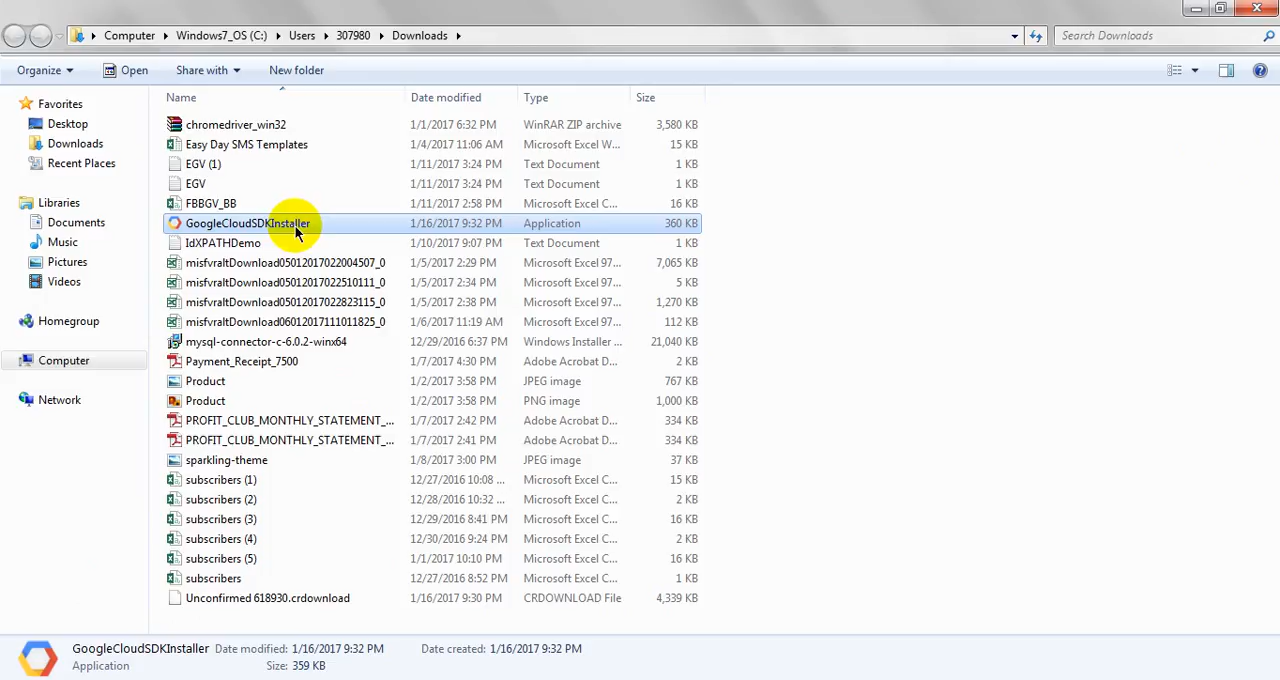 Computer Windows7_OS (C:) Users 307980 Downloads Search Downloads
Organize Open Share with New folder
Name Date modified Type Size
Favorites
Desktop
Downloads
Recent Places
Libraries
Documents
Music
Pictures
Videos
Homegroup
Computer
Network
chromedriver_win32 1/1/2017 6:32 PM WinRAR ZIP archive 3,580 KB
Easy Day SMS Templates 1/4/2017 11:06 AM Microsoft Excel W... 15 KB
EGV (1) 1/11/2017 3:24 PM Text Document 1 KB
EGV 1/11/2017 3:24 PM Text Document 1 KB
FBBGV_BB 1/11/2017 2:58 PM Microsoft Excel C... 16 KB
GoogleCloudSDKInstaller 1/16/2017 9:32 PM Application 360 KB
IdXPATHDemo 1/10/2017 9:07 PM Text Document 1 KB
misfvraltDownload05012017022004507_0 1/5/2017 2:29 PM Microsoft Excel 97... 7,065 KB
misfvraltDownload05012017022510111_0 1/5/2017 2:34 PM Microsoft Excel 97... 5 KB
misfvraltDownload05012017022823115_0 1/5/2017 2:38 PM Microsoft Excel 97... 1,270 KB
misfvraltDownload06012017111011825_0 1/6/2017 11:19 AM Microsoft Excel 97... 112 KB
mysql-connector-c-6.0.2-winx64 12/29/2016 6:37 PM Windows Installer ... 21,040 KB
Payment_Receipt_7500 1/7/2017 4:30 PM Adobe Acrobat D... 2 KB
Product 1/2/2017 3:58 PM JPEG image 767 KB
Product 1/2/2017 3:58 PM PNG image 1,000 KB
PROFIT_CLUB_MONTHLY_STATEMENT_... 1/7/2017 2:42 PM Adobe Acrobat D... 334 KB
PROFIT_CLUB_MONTHLY_STATEMENT_... 1/7/2017 2:41 PM Adobe Acrobat D... 334 KB
sparkling-theme 1/8/2017 3:00 PM JPEG image 37 KB
subscribers (1) 12/27/2016 10:08 ... Microsoft Excel C... 15 KB
subscribers (2) 12/28/2016 10:32 ... Microsoft Excel C... 2 KB
subscribers (3) 12/29/2016 8:41 PM Microsoft Excel C... 16 KB
subscribers (4) 12/30/2016 9:24 PM Microsoft Excel C... 2 KB
subscribers (5) 1/1/2017 10:10 PM Microsoft Excel C... 16 KB
subscribers 12/27/2016 8:52 PM Microsoft Excel C... 1 KB
Unconfirmed 618930.crdownload 1/16/2017 9:30 PM CRDOWNLOAD File 4,339 KB
GoogleCloudSDKInstaller Date modified: 1/16/2017 9:32 PM Date created: 1/16/2017 9:32 PM
Application Size: 359 KB